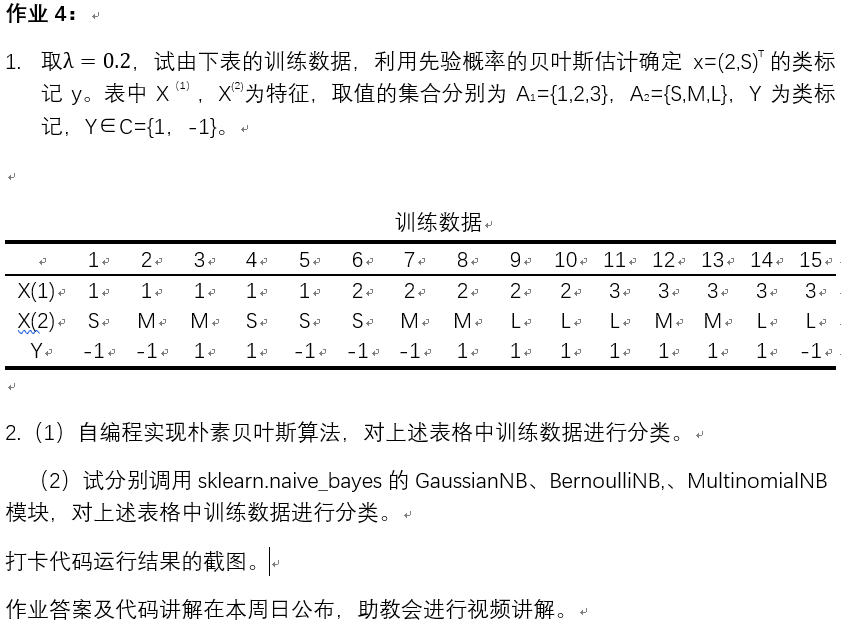 作业 4：
1. 取λ = 0.2，试由下表的训练数据，利用先验概率的贝叶斯估计确定 x=(2,S)ᵀ 的类标
记 y。表中 X ⁽¹⁾ ，X⁽²⁾为特征，取值的集合分别为 A₁={1,2,3}，A₂={S,M,L}，Y 为类标
记，Y∈C={1，-1}。
训练数据
1 2 3 4 5 6 7 8 9 10 11 12 13 14 15
X(1) 1 1 1 1 1 2 2 2 2 2 3 3 3 3 3
X(2) S M M S S S M M L L L M M L L
Y -1 -1 1 1 -1 -1 -1 1 1 1 1 1 1 1 -1
2.（1）自编程实现朴素贝叶斯算法，对上述表格中训练数据进行分类。
（2）试分别调用 sklearn.naive_bayes 的 GaussianNB、BernoulliNB,、MultinomialNB
模块，对上述表格中训练数据进行分类。
打卡代码运行结果的截图。
作业答案及代码讲解在本周日公布，助教会进行视频讲解。